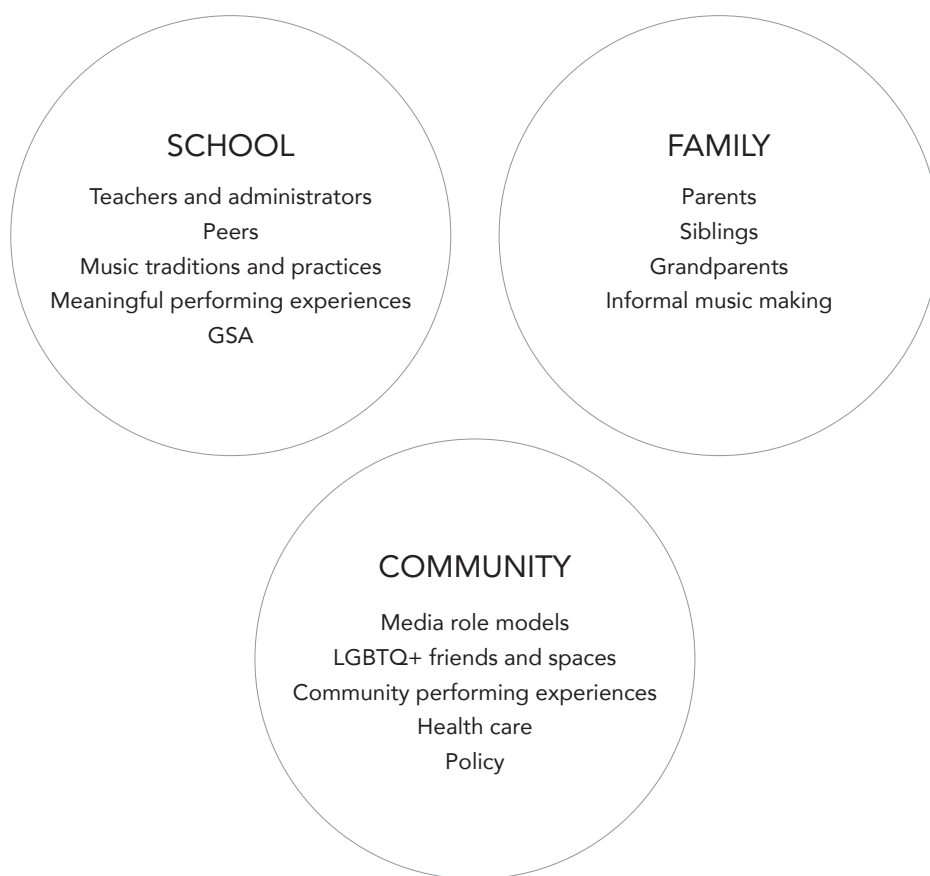 SCHOOL
Teachers and administrators
Peers
Music traditions and practices
Meaningful performing experiences
GSA
FAMILY
Parents
Siblings
Grandparents
Informal music making
COMMUNITY
Media role models
LGBTQ+ friends and spaces
Community performing experiences
Health care
Policy